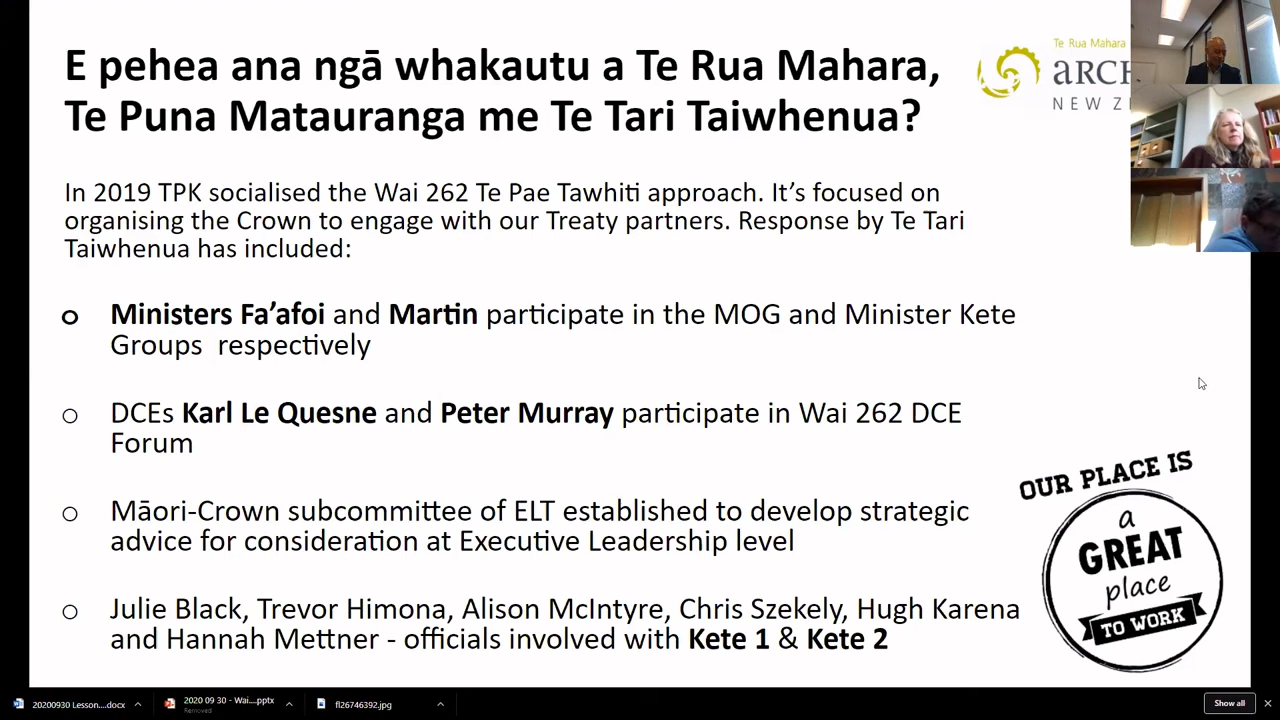 E pehea ana ngā whakautu a Te Rua Mahara,
Te Puna Matauranga me Te Tari Taiwhenua?
Te Rua Mahara
ARCH
NEW Z
In 2019 TPK socialised the Wai 262 Te Pae Tawhiti approach. It's focused on
organising the Crown to engage with our Treaty partners. Response by Te Tari
Taiwhenua has included:
o Ministers Fa'afoi and Martin participate in the MOG and Minister Kete
Groups respectively
o DCEs Karl Le Quesne and Peter Murray participate in Wai 262 DCE
Forum
o Māori-Crown subcommittee of ELT established to develop strategic
advice for consideration at Executive Leadership level
o Julie Black, Trevor Himona, Alison McIntyre, Chris Szekely, Hugh Karena
and Hannah Mettner - officials involved with Kete 1 & Kete 2
OUR PLACE IS
a
GREAT
place
TO WORK
20200930 Lesson....docx
2020 09 30 - Wai....pptx
Removed
fl26746392.jpg
Show all